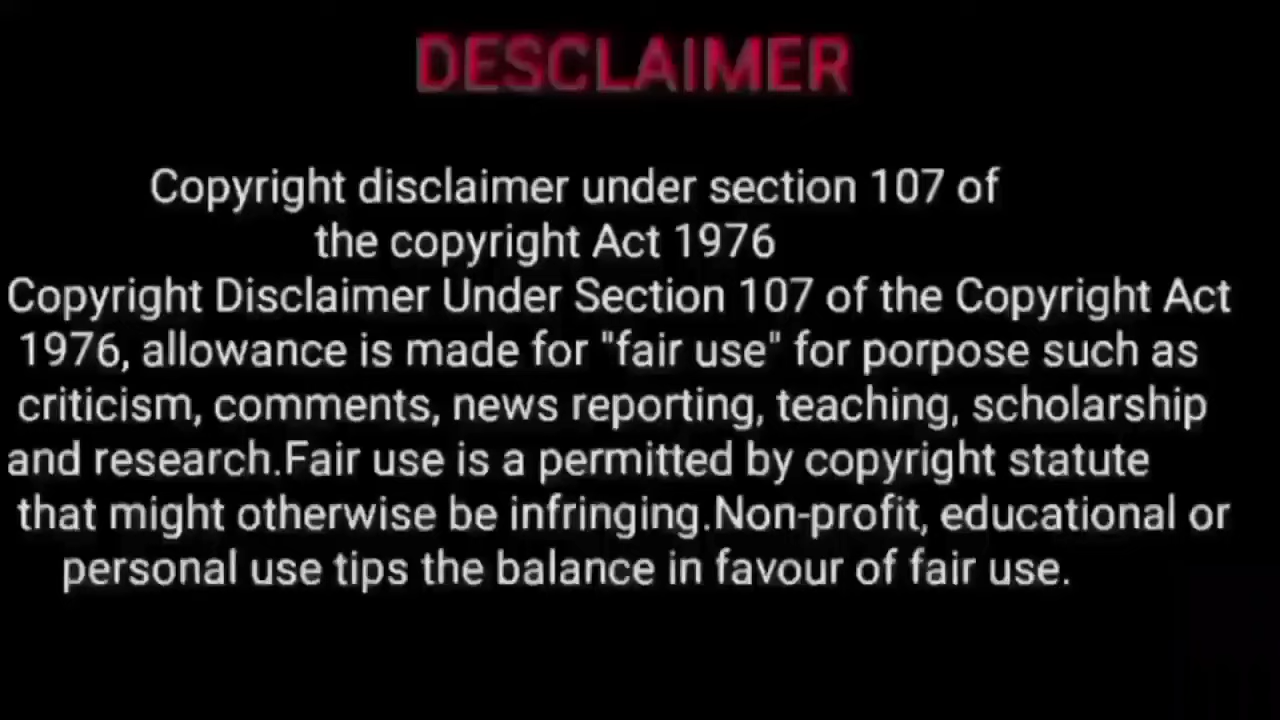 DESCLAIMER
Copyright disclaimer under section 107 of
the copyright Act 1976
Copyright Disclaimer Under Section 107 of the Copyright Act
1976, allowance is made for "fair use" for porpose such as
criticism, comments, news reporting, teaching, scholarship
and research.Fair use is a permitted by copyright statute
that might otherwise be infringing.Non-profit, educational or
personal use tips the balance in favour of fair use.